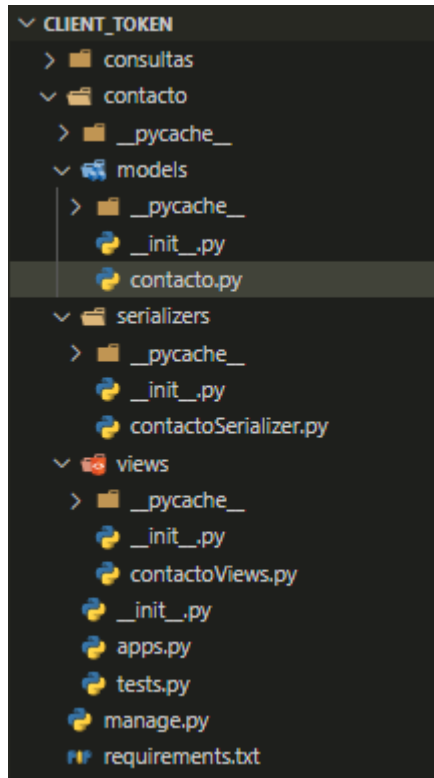 CLIENT_TOKEN
consultas
contacto
__pycache__
models
__pycache__
__init__.py
contacto.py
serializers
__pycache__
__init__.py
contactoSerializer.py
views
__pycache__
__init__.py
contactoViews.py
__init__.py
apps.py
tests.py
manage.py
requirements.txt